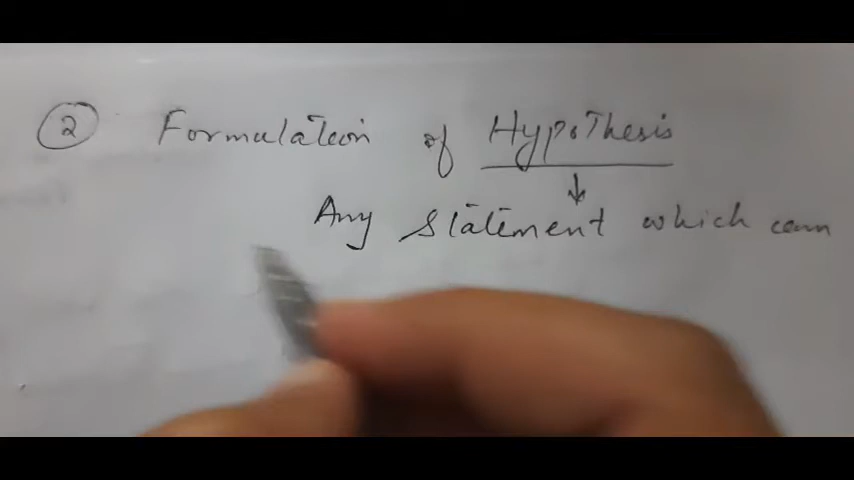 2 Formulation of Hypothesis
Any statement which can